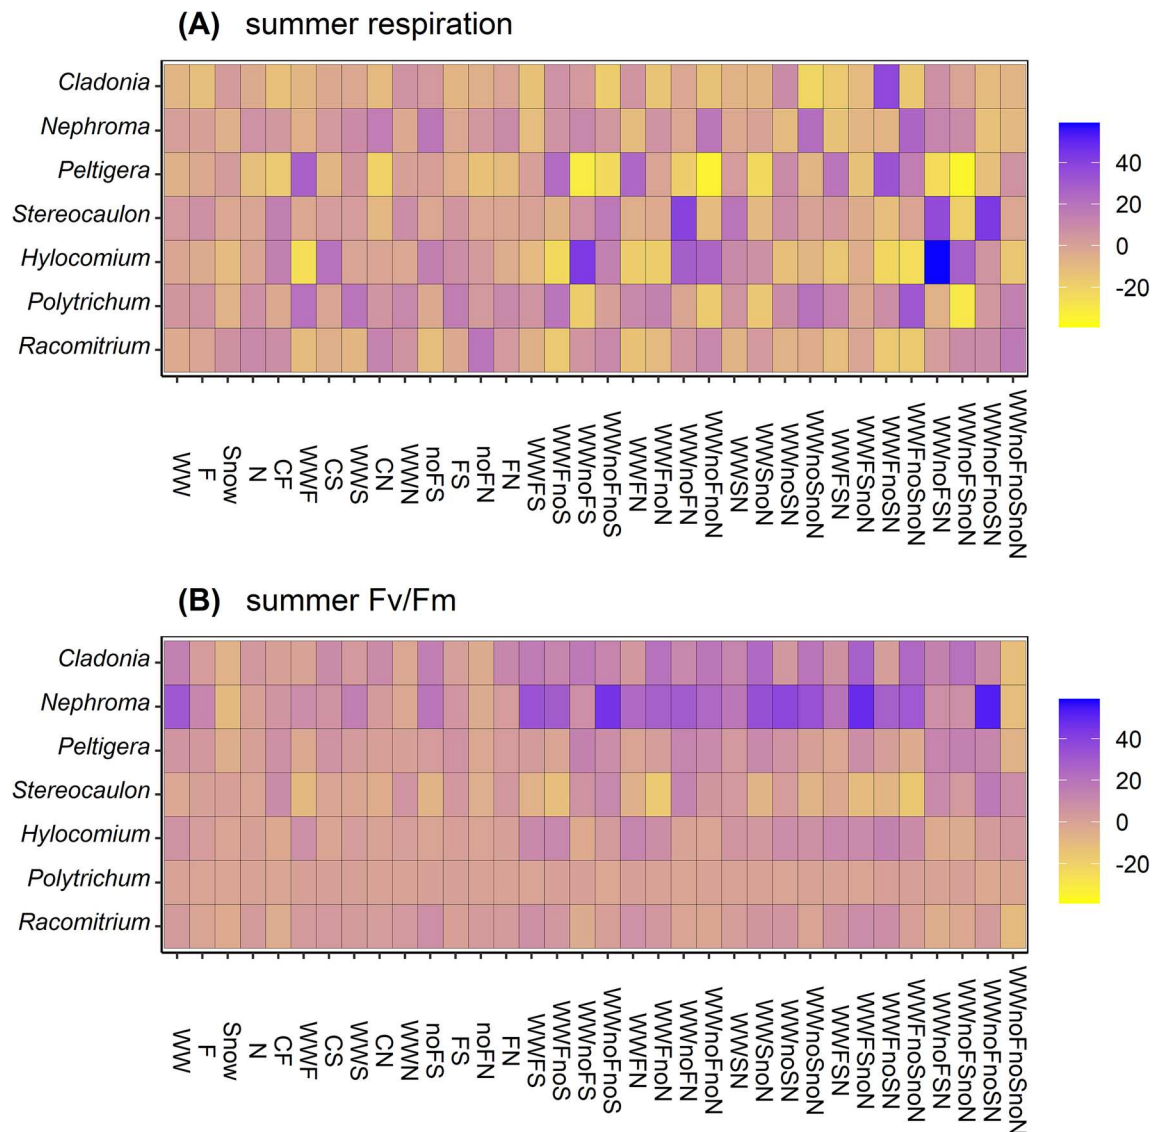 (A) summer respiration
Cladonia
Nephroma
Peltigera
Stereocaulon
Hylocomium
Polytrichum
Racomitrium
40
20
0
-20
WW
F
Snow
N
CF
WWF
CS
WWS
CN
WWN
noFS
FS
noFN
FN
WWFS
WWFnoS
WWnoFS
WWnoFnoS
WWFN
WWFnoN
WWnoFN
WWnoFnoN
WWSN
WWSnoN
WWnoSN
WWnoSnoN
WWFSN
WWFSnoN
WWFnoSN
WWFnoSnoN
WWnoFSN
WWnoFSnoN
WWnoFnoSN
WWnoFnoSnoN
(B) summer Fv/Fm
Cladonia
Nephroma
Peltigera
Stereocaulon
Hylocomium
Polytrichum
Racomitrium
40
20
0
-20
WW
F
Snow
N
CF
WWF
CS
WWS
CN
WWN
noFS
FS
noFN
FN
WWFS
WWFnoS
WWnoFS
WWnoFnoS
WWFN
WWFnoN
WWnoFN
WWnoFnoN
WWSN
WWSnoN
WWnoSN
WWnoSnoN
WWFSN
WWFSnoN
WWFnoSN
WWFnoSnoN
WWnoFSN
WWnoFSnoN
WWnoFnoSN
WWnoFnoSnoN